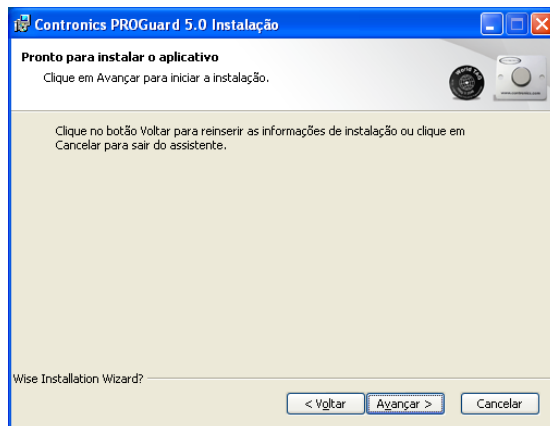 Contronics PROGuard 5.0 Instalação
Pronto para instalar o aplicativo
Clique em Avançar para iniciar a instalação.
World TAG
Clique no botão Voltar para reinserir as informações de instalação ou clique em
Cancelar para sair do assistente.
Wise Installation Wizard?
< Voltar Avançar > Cancelar